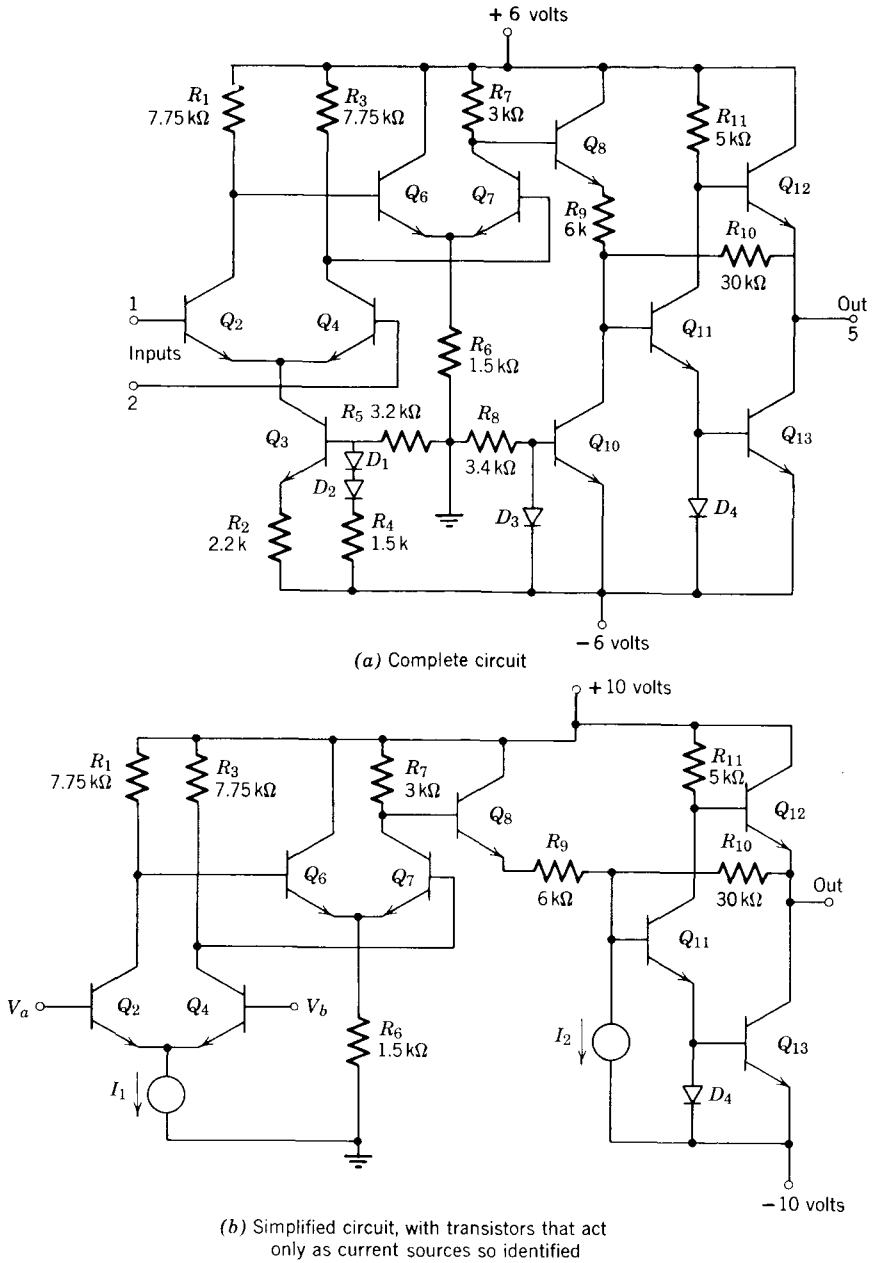 + 6 volts
R1
7.75 kΩ
R3
7.75 kΩ
R7
3 kΩ
Q8
R11
5 kΩ
Q12
Q6
Q7
R9
6k
R10
30 kΩ
1
Q2
Q4
Q11
Out
5
Inputs
2
R6
1.5 kΩ
R5 3.2 kΩ
R8
3.4 kΩ
Q3
D1
D2
Q10
Q13
R2
2.2 k
R4
1.5 k
D3
D4
− 6 volts
(a) Complete circuit
+ 10 volts
R1
7.75 kΩ
R3
7.75 kΩ
R7
3 kΩ
Q8
R11
5 kΩ
Q12
Q6
Q7
R9
6 kΩ
R10
30 kΩ
Out
Q11
Va
Q2
Q4
Vb
R6
1.5 kΩ
I2
Q13
I1
D4
− 10 volts
(b) Simplified circuit, with transistors that act
only as current sources so identified